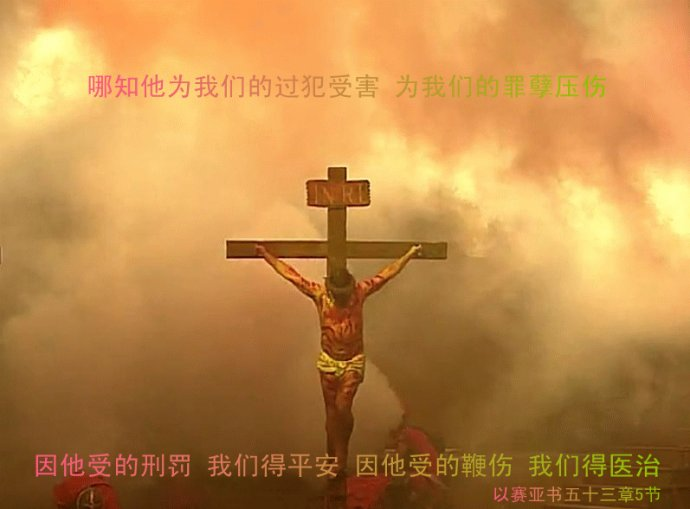 哪知他为我们的过犯受害 为我们的罪孽压伤
INRI
因他受的刑罚 我们得平安 因他受的鞭伤 我们得医治
以赛亚书五十三章5节